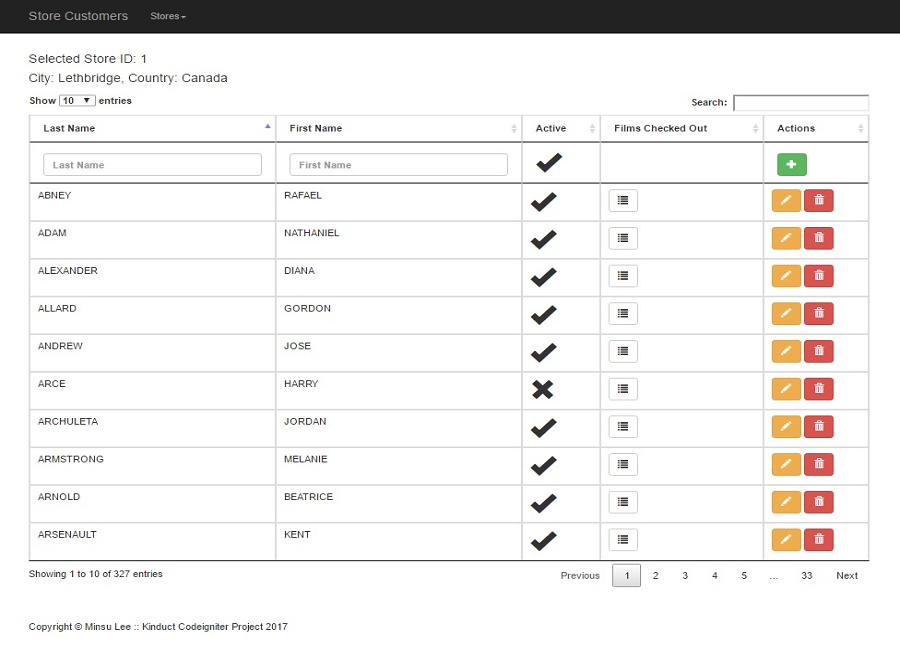 Store Customers Stores
Selected Store ID: 1
City: Lethbridge, Country: Canada
Show 10 entries Search:
Last Name First Name Active Films Checked Out Actions
Last Name First Name
ABNEY RAFAEL
ADAM NATHANIEL
ALEXANDER DIANA
ALLARD GORDON
ANDREW JOSE
ARCE HARRY
ARCHULETA JORDAN
ARMSTRONG MELANIE
ARNOLD BEATRICE
ARSENAULT KENT
Showing 1 to 10 of 327 entries Previous 1 2 3 4 5 ... 33 Next
Copyright © Minsu Lee :: Kinduct Codeigniter Project 2017